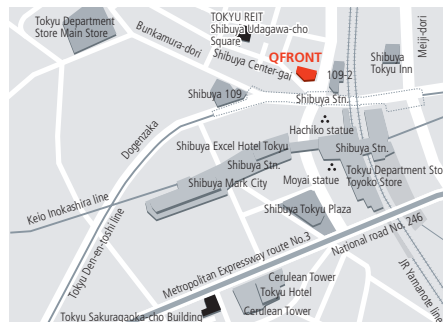 Tokyu Department
Store Main Store
Bunkamura-dori
TOKYU REIT
Shibuya Udagawa-cho
Square
Shibuya Center-gai
QFRONT
Meiji-dori
Shibuya
Tokyu Inn
109-2
Shibuya 109
Shibuya Stn.
Hachiko statue
Dogenzaka
Shibuya Excel Hotel Tokyu
Shibuya Stn.
Shibuya Stn.
Shibuya Mark City
Moyai statue
Tokyu Department Sto
Toyoko Store
Keio Inokashira line
Tokyu Den-en-toshi line
Shibuya Tokyu Plaza
Metropolitan Expressway route No.3
National road No. 246
JR Yamanote line
Cerulean Tower
Tokyu Hotel
Cerulean Tower
Tokyu Sakuragaoka-cho Building